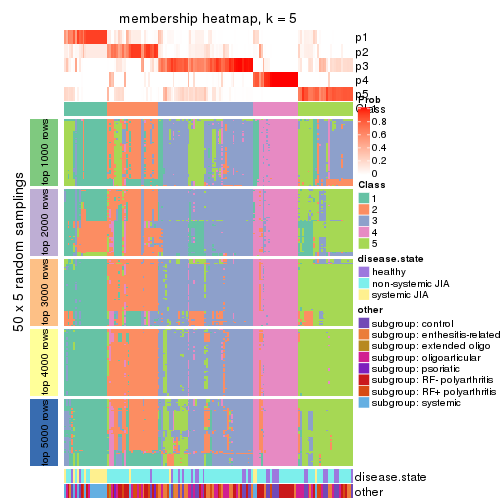 membership heatmap, k = 5
p1
p2
p3
p4
p5
Class
50 x 5 random samplings
top 1000 rows
top 2000 rows
top 3000 rows
top 4000 rows
top 5000 rows
Prob
1
0.8
0.6
0.4
0.2
0
Class
1
2
3
4
5
disease.state
healthy
non-systemic JIA
systemic JIA
other
subgroup: control
subgroup: enthesitis-related
subgroup: extended oligo
subgroup: oligoarticular
subgroup: psoriatic
subgroup: RF- polyarthritis
subgroup: RF+ polyarthritis
subgroup: systemic
disease.state
other